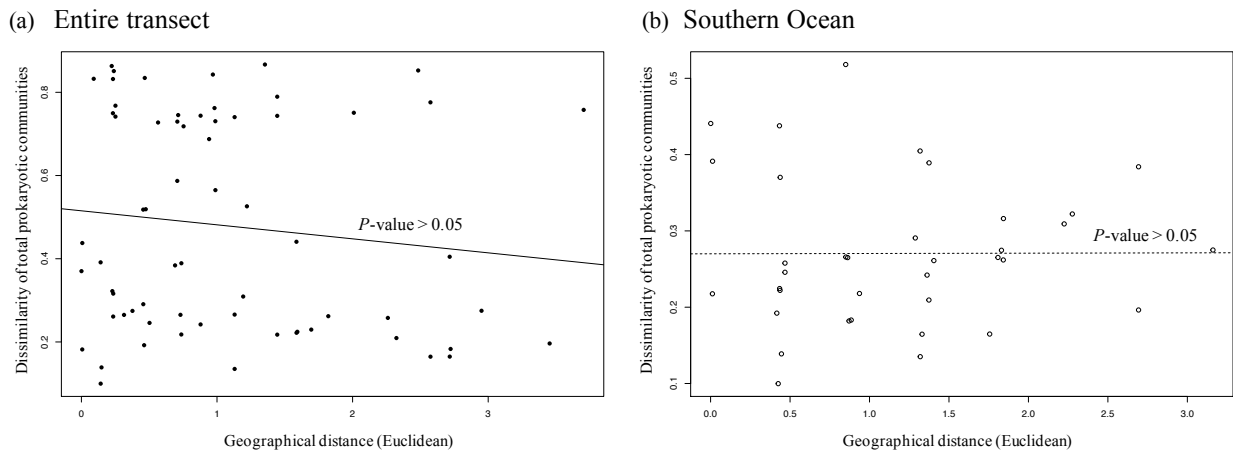 (a) Entire transect
Dissimilarity of total prokaryotic communities
0.8
0.6
0.4
0.2
P-value > 0.05
0 1 2 3
Geographical distance (Euclidean)
(b) Southern Ocean
Dissimilarity of total prokaryotic communities
0.5
0.4
0.3
0.2
0.1
P-value > 0.05
0.0 0.5 1.0 1.5 2.0 2.5 3.0
Geographical distance (Euclidean)